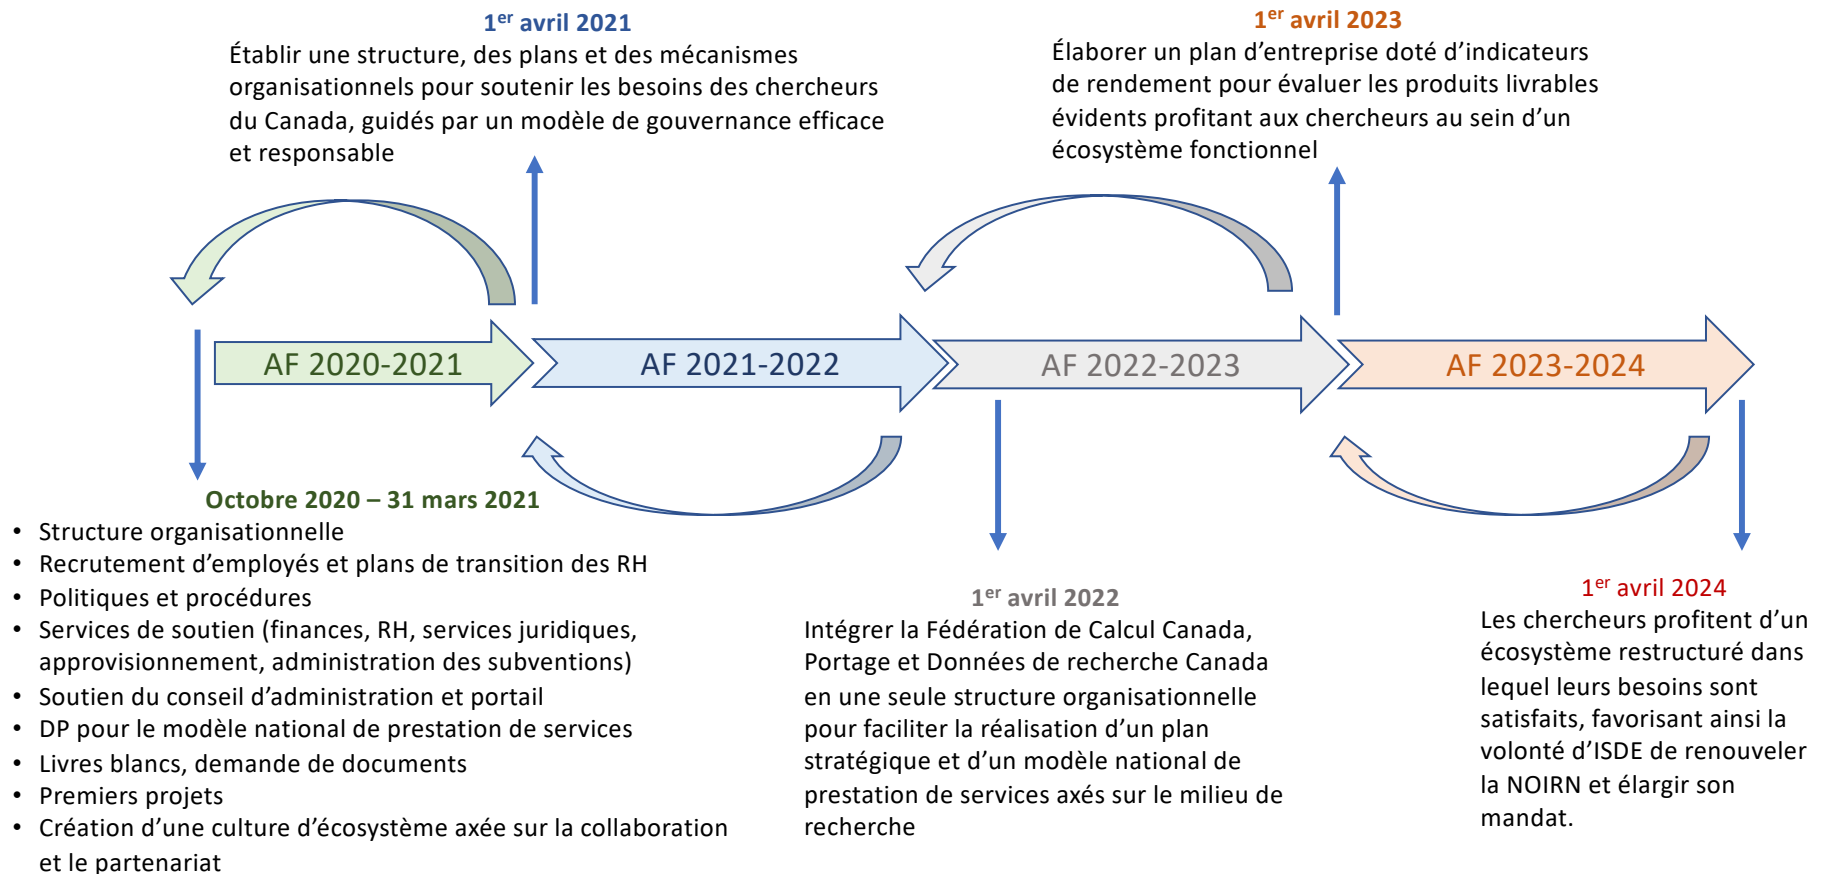 1er avril 2021
Établir une structure, des plans et des mécanismes
organisationnels pour soutenir les besoins des chercheurs
du Canada, guidés par un modèle de gouvernance efficace
et responsable
1er avril 2023
Élaborer un plan d’entreprise doté d’indicateurs
de rendement pour évaluer les produits livrables
évidents profitant aux chercheurs au sein d’un
écosystème fonctionnel
AF 2020-2021
AF 2021-2022
AF 2022-2023
AF 2023-2024
Octobre 2020 – 31 mars 2021
• Structure organisationnelle
• Recrutement d’employés et plans de transition des RH
• Politiques et procédures
• Services de soutien (finances, RH, services juridiques,
approvisionnement, administration des subventions)
• Soutien du conseil d’administration et portail
• DP pour le modèle national de prestation de services
• Livres blancs, demande de documents
• Premiers projets
• Création d’une culture d’écosystème axée sur la collaboration
et le partenariat
1er avril 2022
Intégrer la Fédération de Calcul Canada,
Portage et Données de recherche Canada
en une seule structure organisationnelle
pour faciliter la réalisation d’un plan
stratégique et d’un modèle national de
prestation de services axés sur le milieu de
recherche
1er avril 2024
Les chercheurs profitent d’un
écosystème restructuré dans
lequel leurs besoins sont
satisfaits, favorisant ainsi la
volonté d’ISDE de renouveler
la NOIRN et élargir son
mandat.